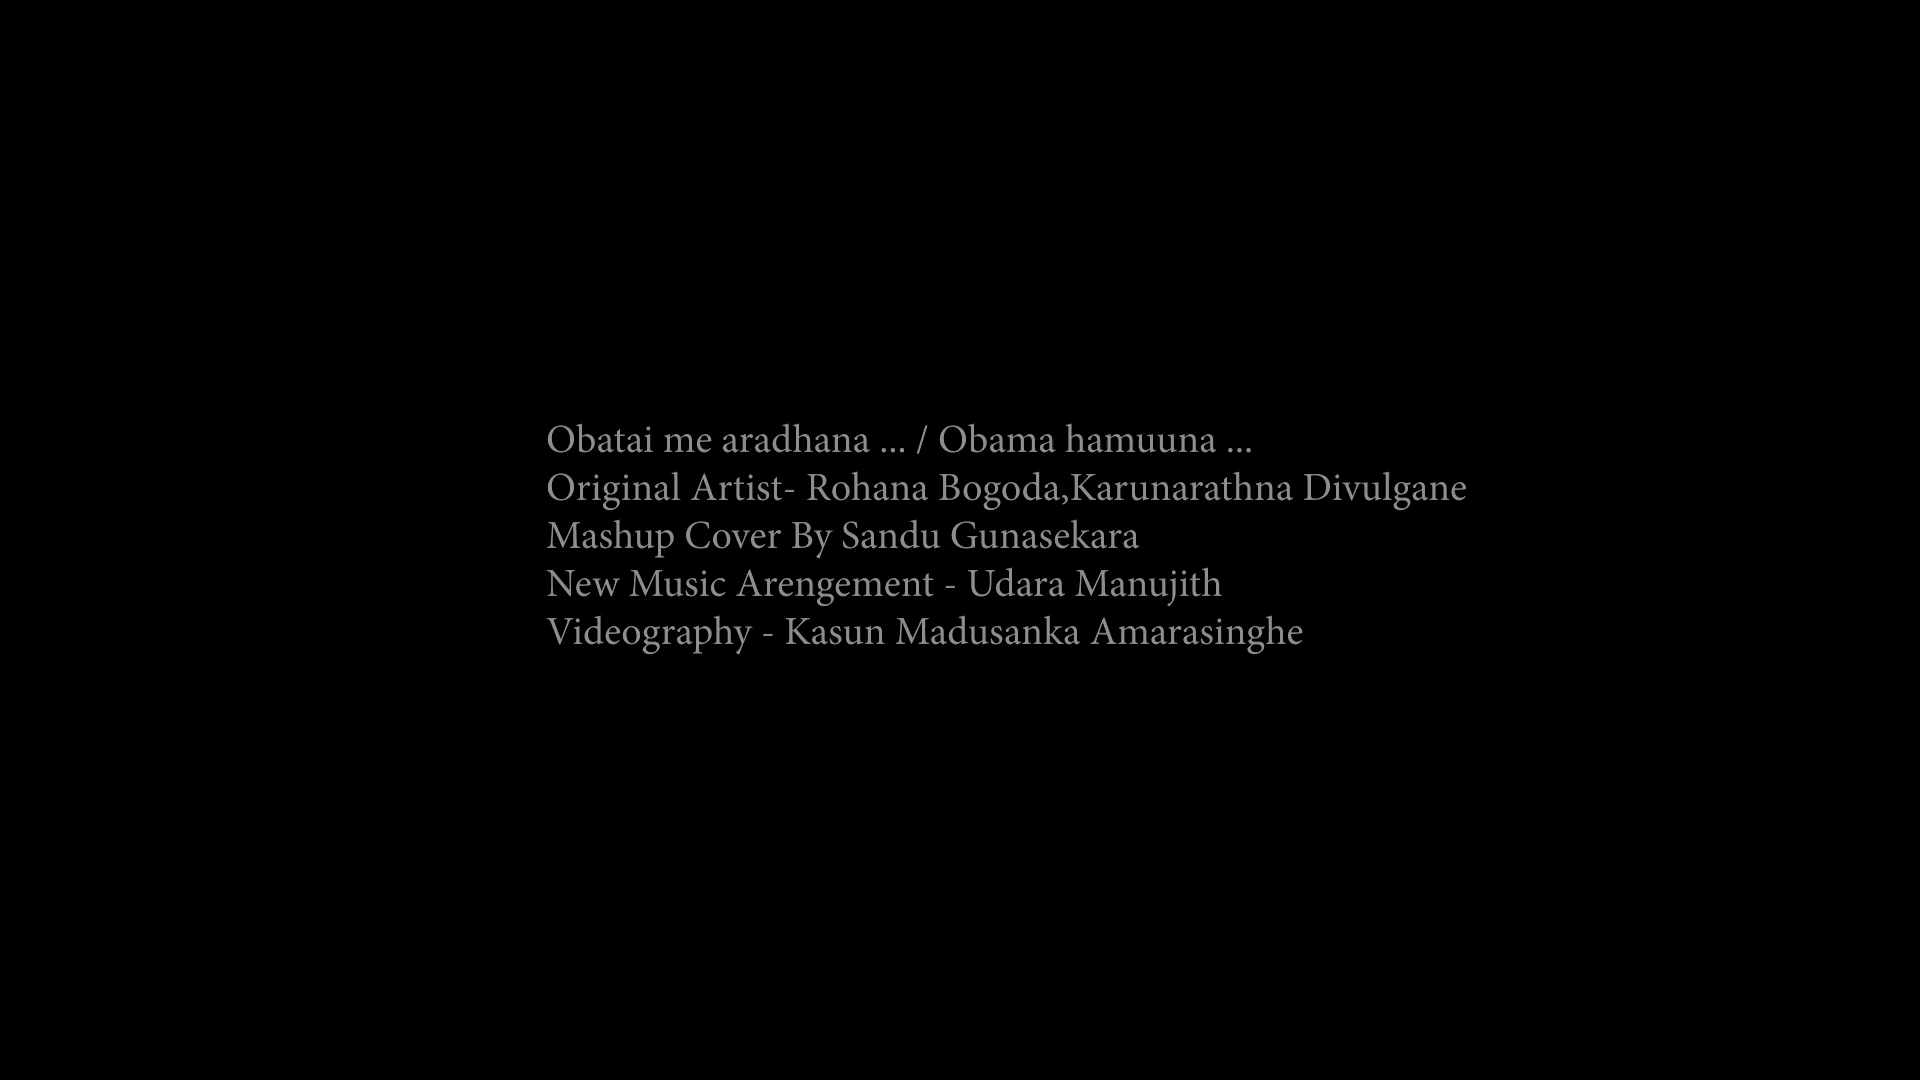 Obatai me aradhana ... / Obama hamuuna ...
Original Artist- Rohana Bogoda,Karunarathna Divulgane
Mashup Cover By Sandu Gunasekara
New Music Arengement - Udara Manujith
Videography - Kasun Madusanka Amarasinghe